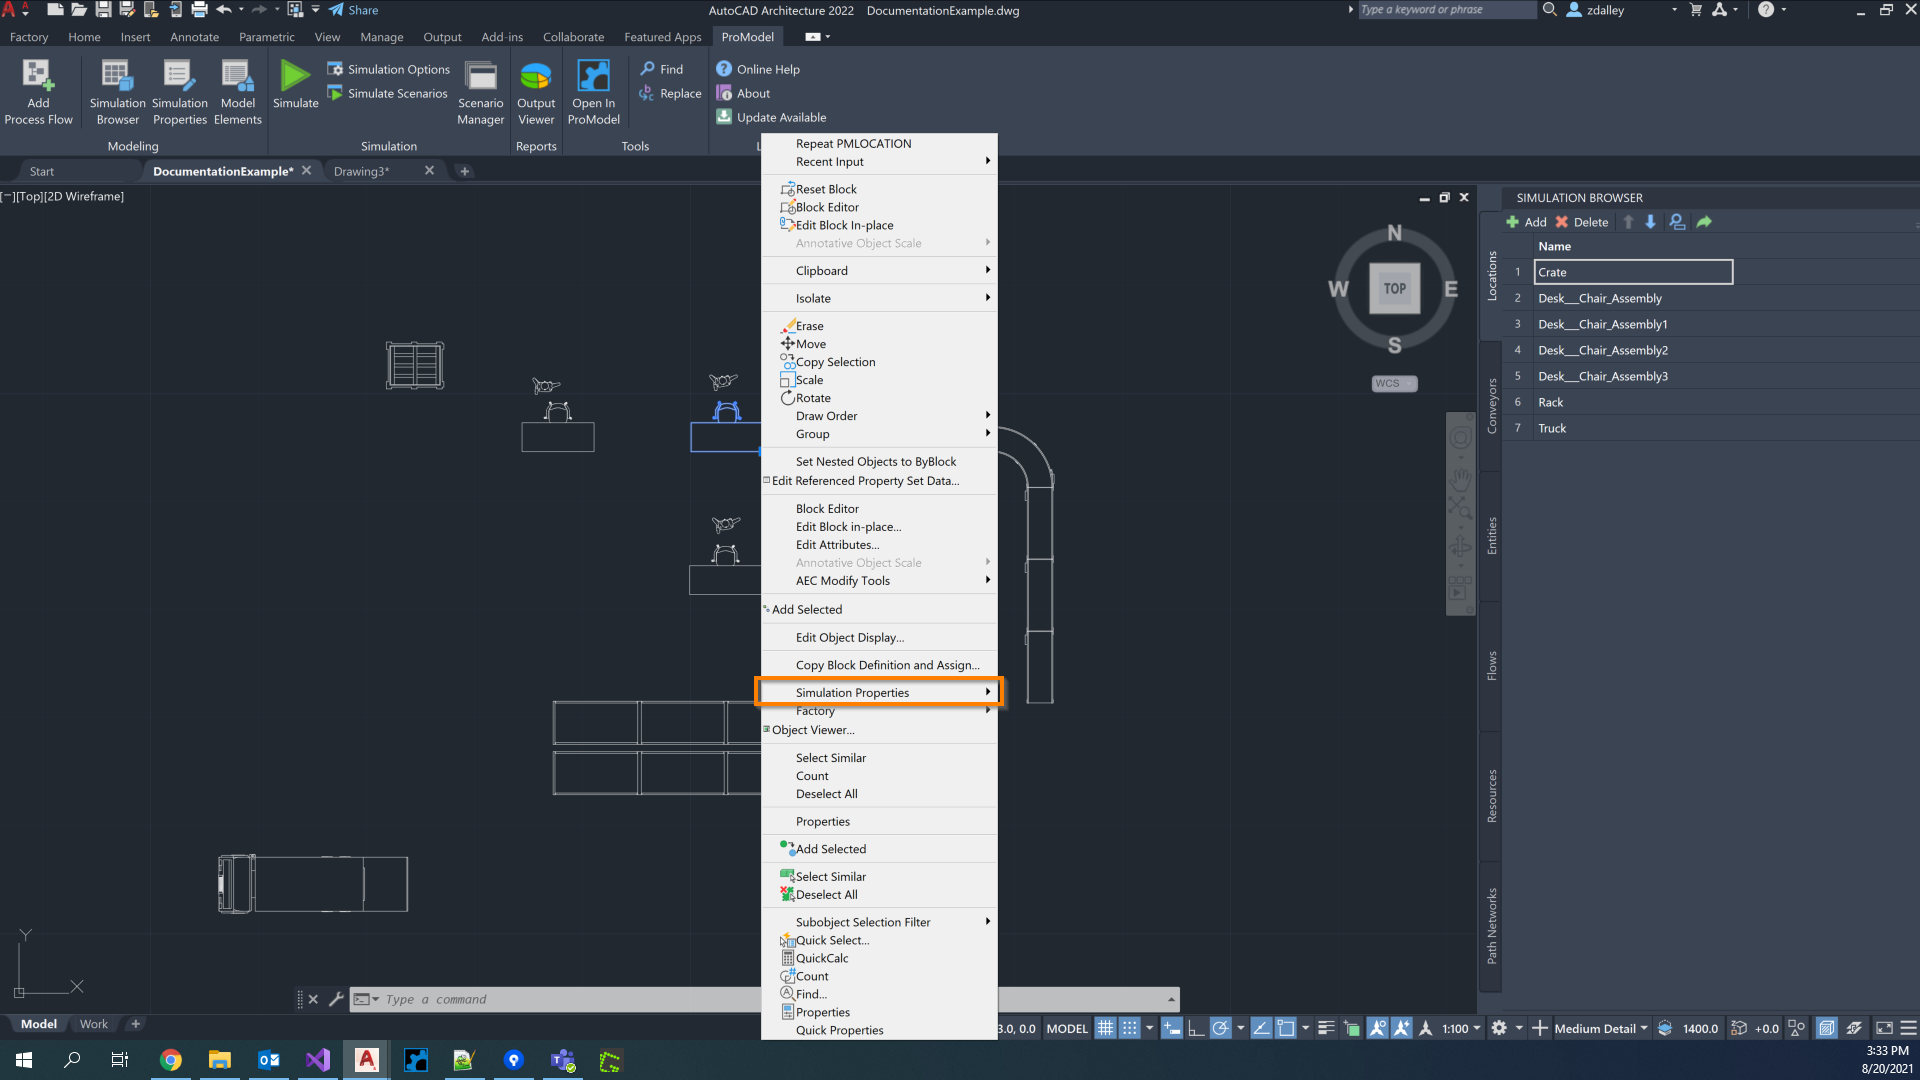 Share
AutoCAD Architecture 2022 DocumentationExample.dwg
Type a keyword or phrase
zdalley
Factory Home Insert Annotate Parametric View Manage Output Add-ins Collaborate Featured Apps ProModel
Add Process Flow
Simulation Browser
Simulation Properties
Model Elements
Modeling
Simulate
Simulation Options
Simulate Scenarios
Scenario Manager
Simulation
Output Viewer
Reports
Open In ProModel
Find
Replace
Tools
Online Help
About
Update Available
L
Start
DocumentationExample*
Drawing3*
[−][Top][2D Wireframe]
N
W
TOP
E
S
WCS
Repeat PMLOCATION
Recent Input
Reset Block
Block Editor
Edit Block In-place
Annotative Object Scale
Clipboard
Isolate
Erase
Move
Copy Selection
Scale
Rotate
Draw Order
Group
Set Nested Objects to ByBlock
Edit Referenced Property Set Data...
Block Editor
Edit Block in-place...
Edit Attributes...
Annotative Object Scale
AEC Modify Tools
Add Selected
Edit Object Display...
Copy Block Definition and Assign...
Simulation Properties
Factory
Object Viewer...
Select Similar
Count
Deselect All
Properties
Add Selected
Select Similar
Deselect All
Subobject Selection Filter
Quick Select...
QuickCalc
Count
Find...
Properties
Quick Properties
SIMULATION BROWSER
Add Delete
Name
1 Crate
2 Desk___Chair_Assembly
3 Desk___Chair_Assembly1
4 Desk___Chair_Assembly2
5 Desk___Chair_Assembly3
6 Rack
7 Truck
Locations
Conveyors
Entities
Flows
Resources
Path Networks
Y
X
Type a command
Model Work
3.0, 0.0 MODEL
1:100
Medium Detail
1400.0
+0.0
3:33 PM
8/20/2021